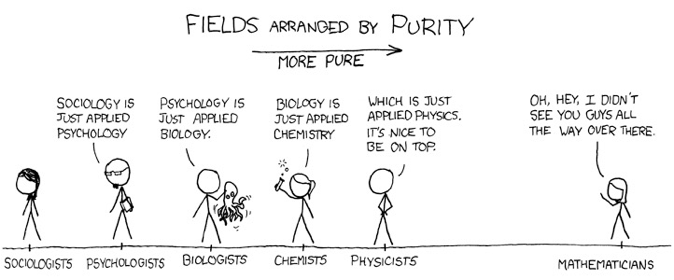 FIELDS ARRANGED BY PURITY
MORE PURE
SOCIOLOGY IS
JUST APPLIED
PSYCHOLOGY
PSYCHOLOGY IS
JUST APPLIED
BIOLOGY.
BIOLOGY IS
JUST APPLIED
CHEMISTRY
WHICH IS JUST
APPLIED PHYSICS.
IT'S NICE TO
BE ON TOP.
OH, HEY, I DIDN'T
SEE YOU GUYS ALL
THE WAY OVER THERE.
SOCIOLOGISTS
PSYCHOLOGISTS
BIOLOGISTS
CHEMISTS
PHYSICISTS
MATHEMATICIANS